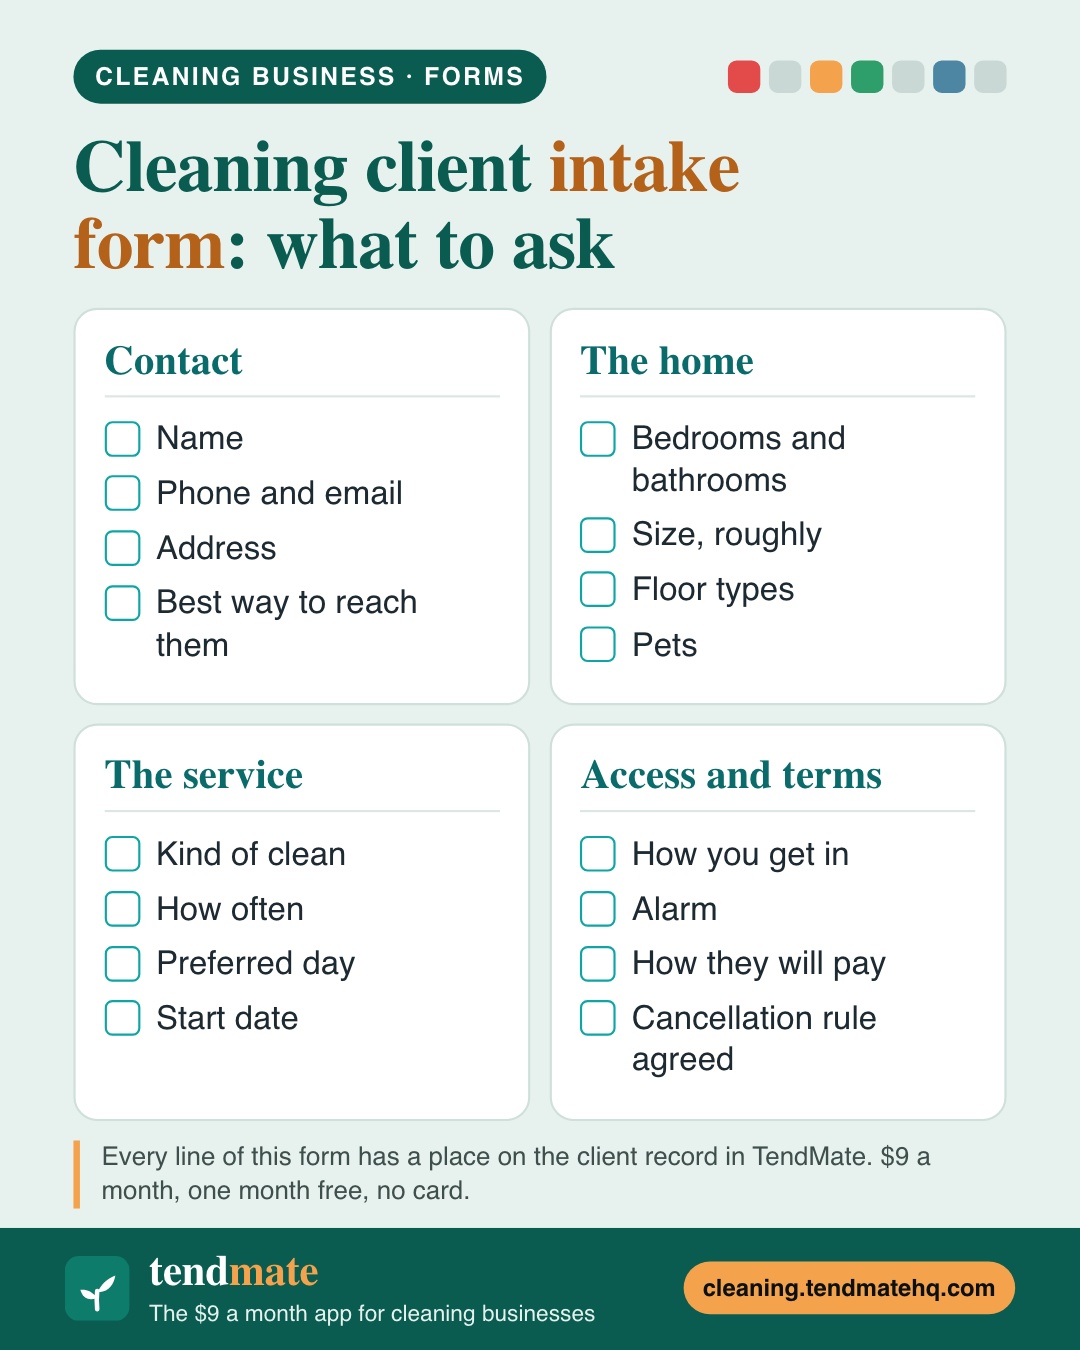 CLEANING BUSINESS · FORMS
Cleaning client intake
form: what to ask
Contact
Name
Phone and email
Address
Best way to reach
them
The home
Bedrooms and
bathrooms
Size, roughly
Floor types
Pets
The service
Kind of clean
How often
Preferred day
Start date
Access and terms
How you get in
Alarm
How they will pay
Cancellation rule
agreed
Every line of this form has a place on the client record in TendMate. $9 a
month, one month free, no card.
tendmate
The $9 a month app for cleaning businesses
cleaning.tendmatehq.com